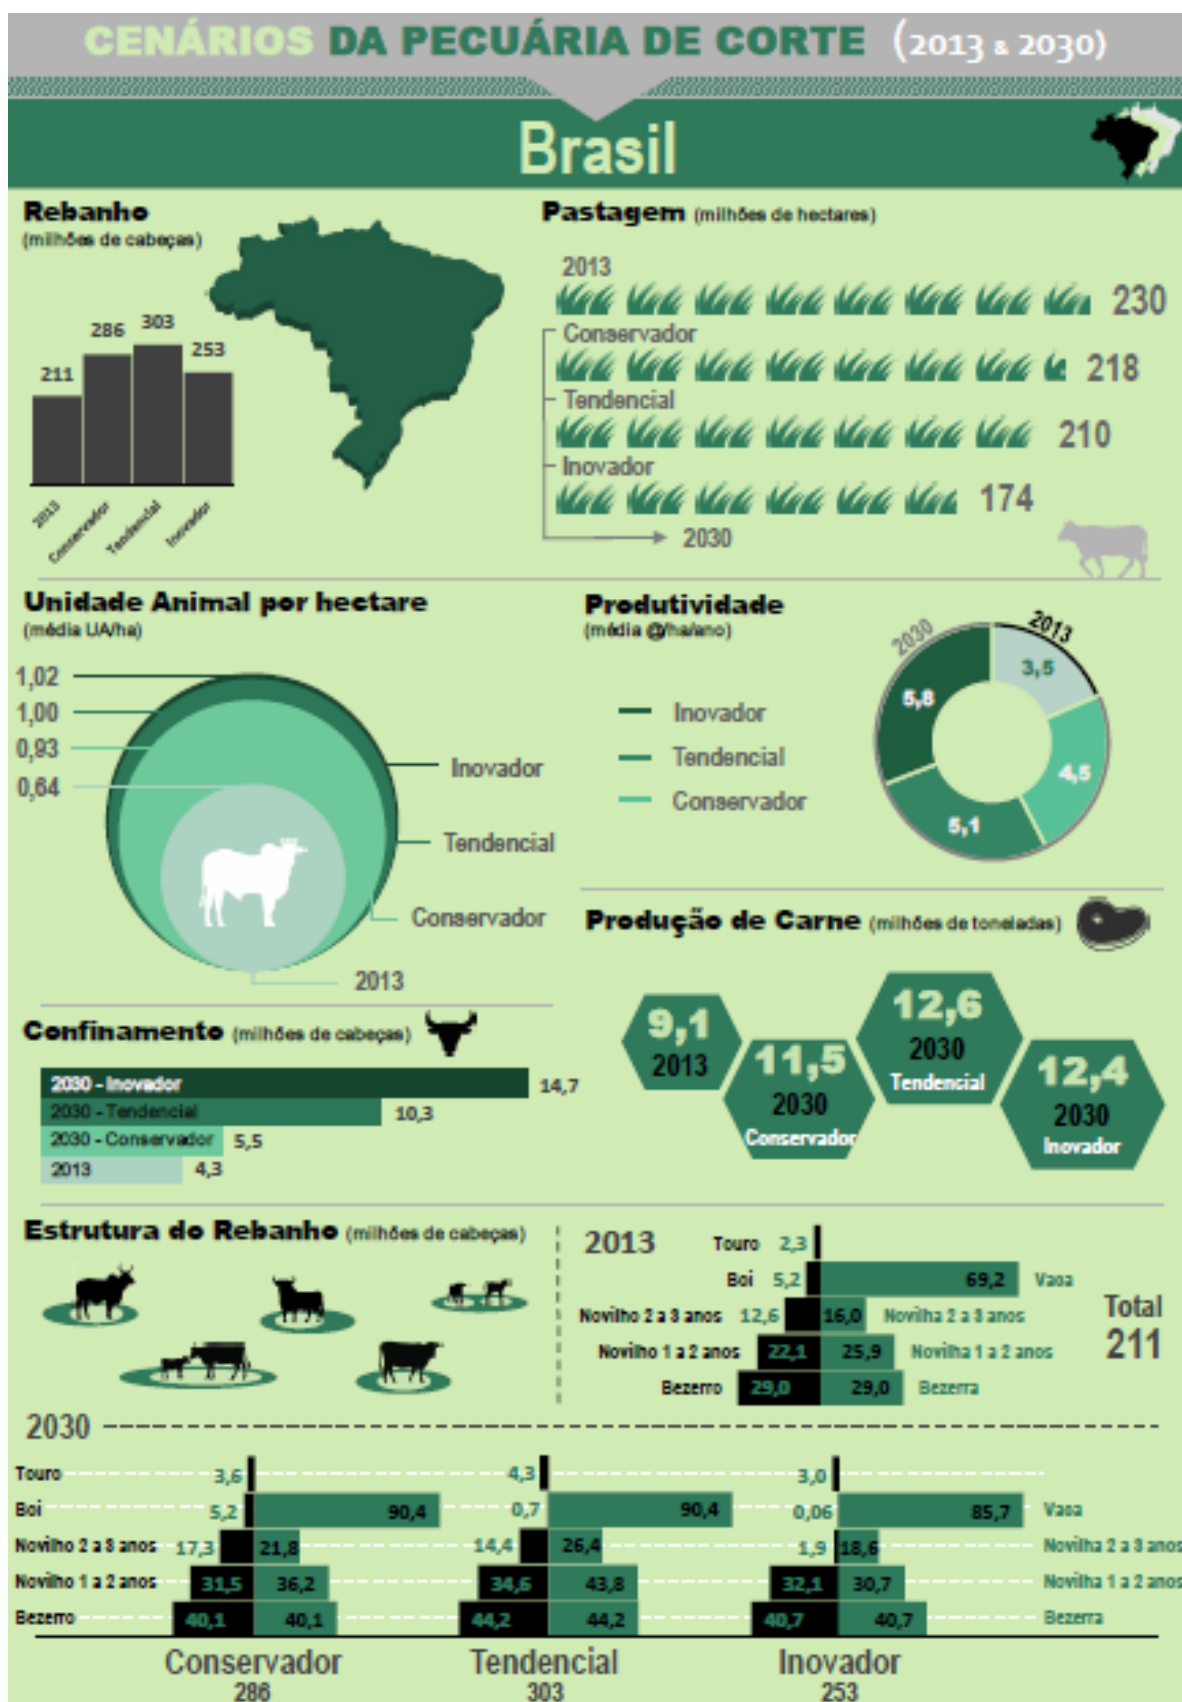 CENÁRIOS DA PECUÁRIA DE CORTE (2013 & 2030)
Brasil
Rebanho
(milhões de cabeças)
211
286
303
253
2013
Conservador
Tendencial
Inovador
Pastagem (milhões de hectares)
2013
230
Conservador
218
Tendencial
210
Inovador
174
2030
Unidade Animal por hectare
(média UA/ha)
1,02
1,00
0,93
0,64
Inovador
Tendencial
Conservador
2013
Produtividade
(média @/ha/ano)
Inovador
Tendencial
Conservador
2030
2013
5,8
3,5
4,5
5,1
Produção de Carne (milhões de toneladas)
9,1
2013
11,5
2030
Conservador
12,6
2030
Tendencial
12,4
2030
Inovador
Confinamento (milhões de cabeças)
2030 - Inovador 14,7
2030 - Tendencial 10,3
2030 - Conservador 5,5
2013 4,3
Estrutura do Rebanho (milhões de cabeças)
2013
Touro 2,3
Boi 5,2 69,2 Vaca
Novilho 2 a 3 anos 12,6 16,0 Novilha 2 a 3 anos
Novilho 1 a 2 anos 22,1 25,9 Novilha 1 a 2 anos
Bezerro 29,0 29,0 Bezerra
Total
211
2030
Touro 3,6 4,3 3,0
Boi 5,2 90,4 0,7 90,4 0,06 85,7 Vaca
Novilho 2 a 3 anos 17,3 21,8 14,4 26,4 1,9 18,6 Novilha 2 a 3 anos
Novilho 1 a 2 anos 31,5 36,2 34,6 43,8 32,1 30,7 Novilha 1 a 2 anos
Bezerro 40,1 40,1 44,2 44,2 40,7 40,7 Bezerra
Conservador Tendencial Inovador
286 303 253